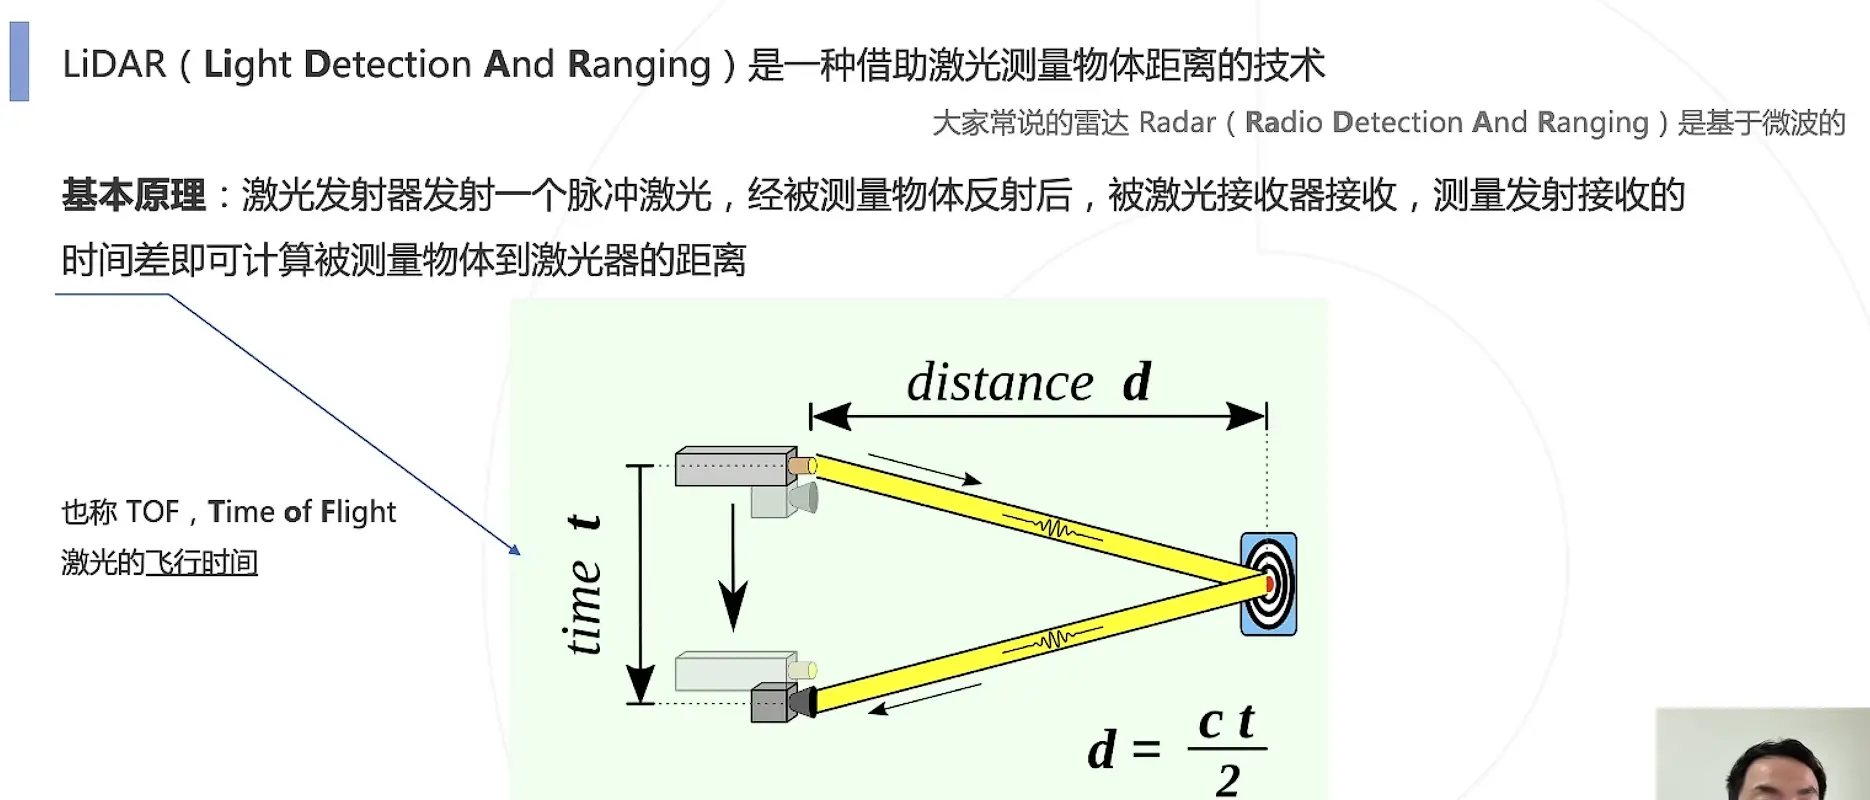 LiDAR（Light Detection And Ranging）是一种借助激光测量物体距离的技术
大家常说的雷达 Radar（Radio Detection And Ranging）是基于微波的
基本原理：激光发射器发射一个脉冲激光，经被测量物体反射后，被激光接收器接收，测量发射接收的
时间差即可计算被测量物体到激光器的距离
distance d
time t
也称 TOF，Time of Flight
激光的飞行时间
d = c t / 2